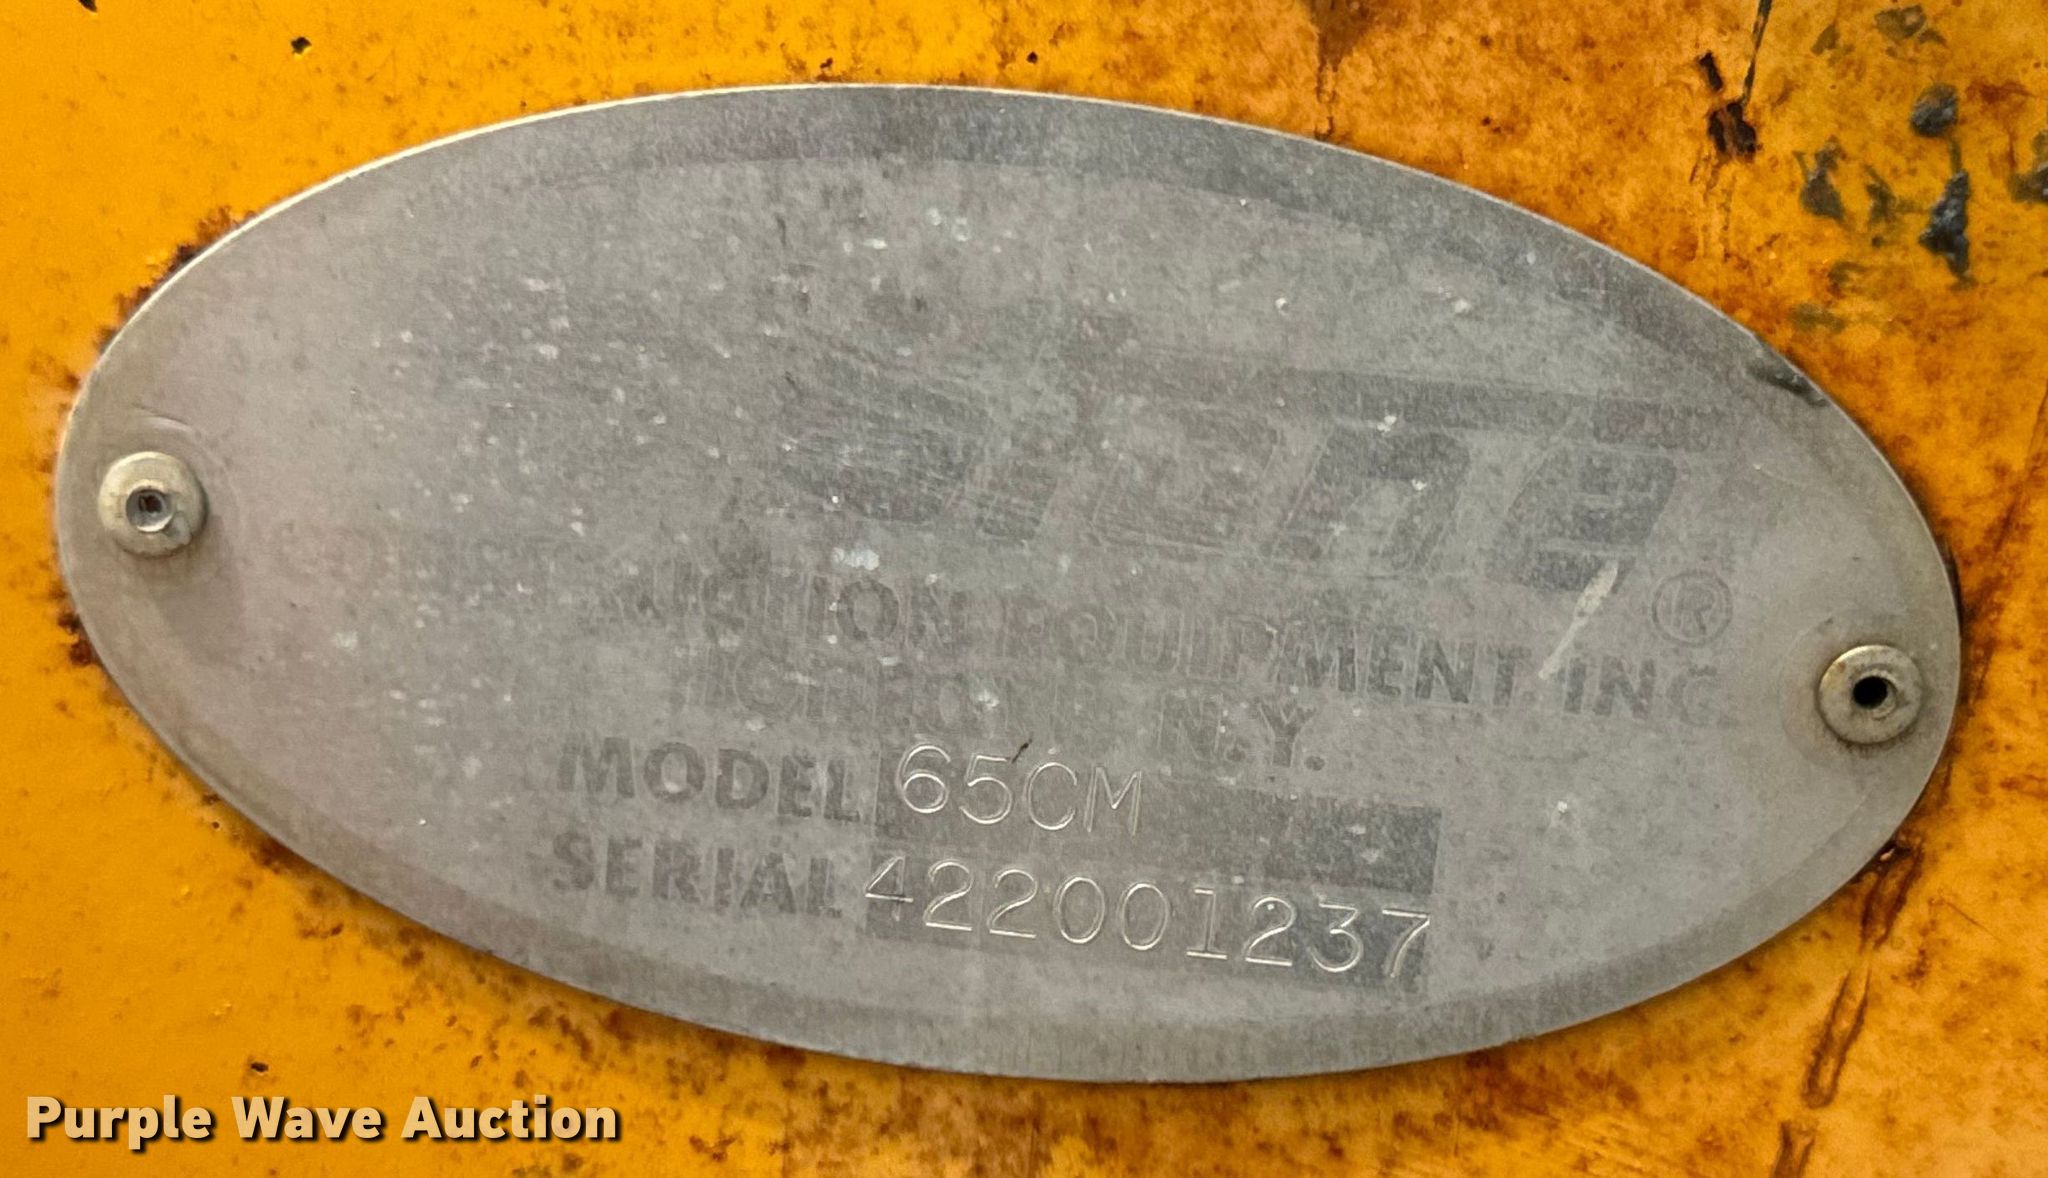 ®
EQUIPMENT, INC.
N.Y.
MODEL 65CM
SERIAL 422001237
Purple Wave Auction